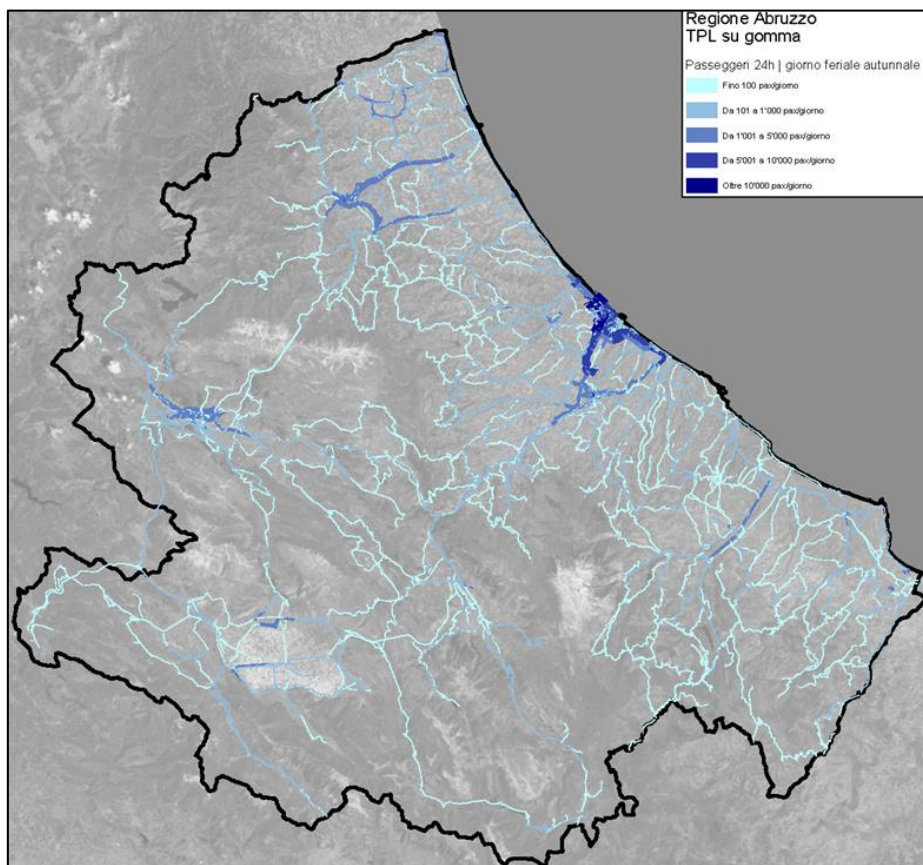 Regione Abruzzo
TPL su gomma
Passeggeri 24h | giorno feriale autunnale
Fino 100 pax/giorno
Da 101 a 1'000 pax/giorno
Da 1'001 a 5'000 pax/giorno
Da 5'001 a 10'000 pax/giorno
Oltre 10'000 pax/giorno